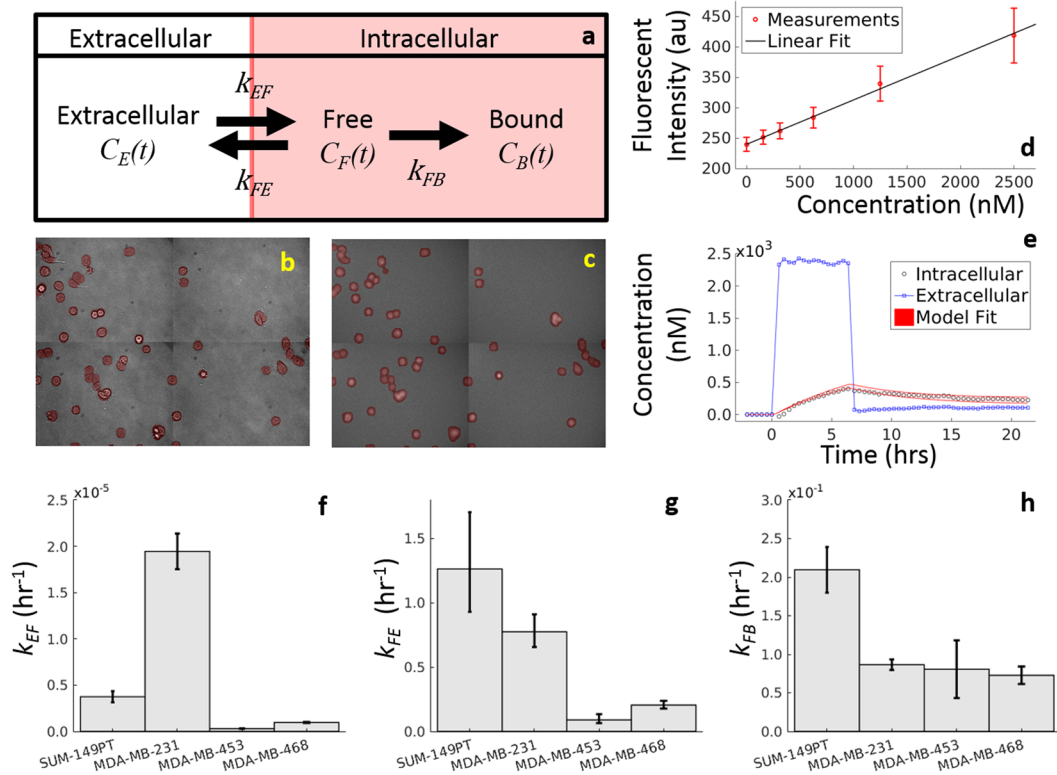 Extracellular
Intracellular
a
k_EF
Extracellular
Free
Bound
C_E(t)
C_F(t)
C_B(t)
k_FE
k_FB
Fluorescent
Intensity (au)
450
400
350
300
250
200
Measurements
Linear Fit
d
0
500
1000
1500
2000
2500
Concentration (nM)
b
c
Concentration
(nM)
×10³
e
2.5
2.0
1.5
1.0
0.5
0.0
Intracellular
Extracellular
Model Fit
0
5
10
15
20
Time (hrs)
k_EF (hr⁻¹)
×10⁻⁵
f
2.5
2.0
1.5
1.0
0.5
0.0
SUM-149PT
MDA-MB-231
MDA-MB-453
MDA-MB-468
k_FE (hr⁻¹)
g
1.5
1.0
0.5
0.0
SUM-149PT
MDA-MB-231
MDA-MB-453
MDA-MB-468
k_FB (hr⁻¹)
×10⁻¹
h
3.0
2.5
2.0
1.5
1.0
0.5
0.0
SUM-149PT
MDA-MB-231
MDA-MB-453
MDA-MB-468